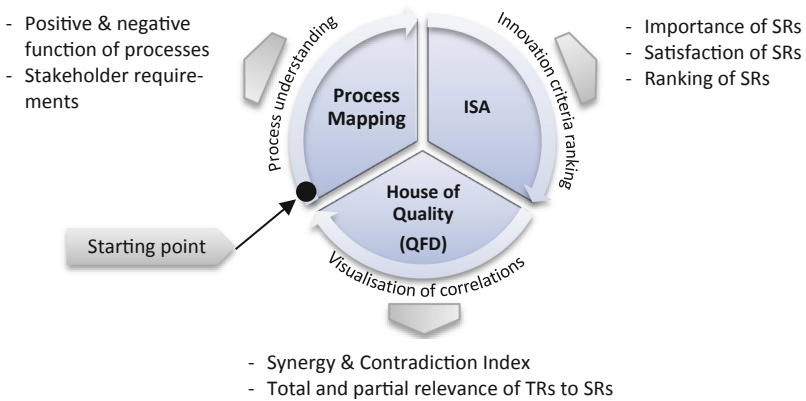 - Positive & negative
function of processes
- Stakeholder require-
ments
Process understanding
Process
Mapping
ISA
Innovation criteria ranking
- Importance of SRs
- Satisfaction of SRs
- Ranking of SRs
House of
Quality
(QFD)
Starting point
Visualisation of correlations
- Synergy & Contradiction Index
- Total and partial relevance of TRs to SRs